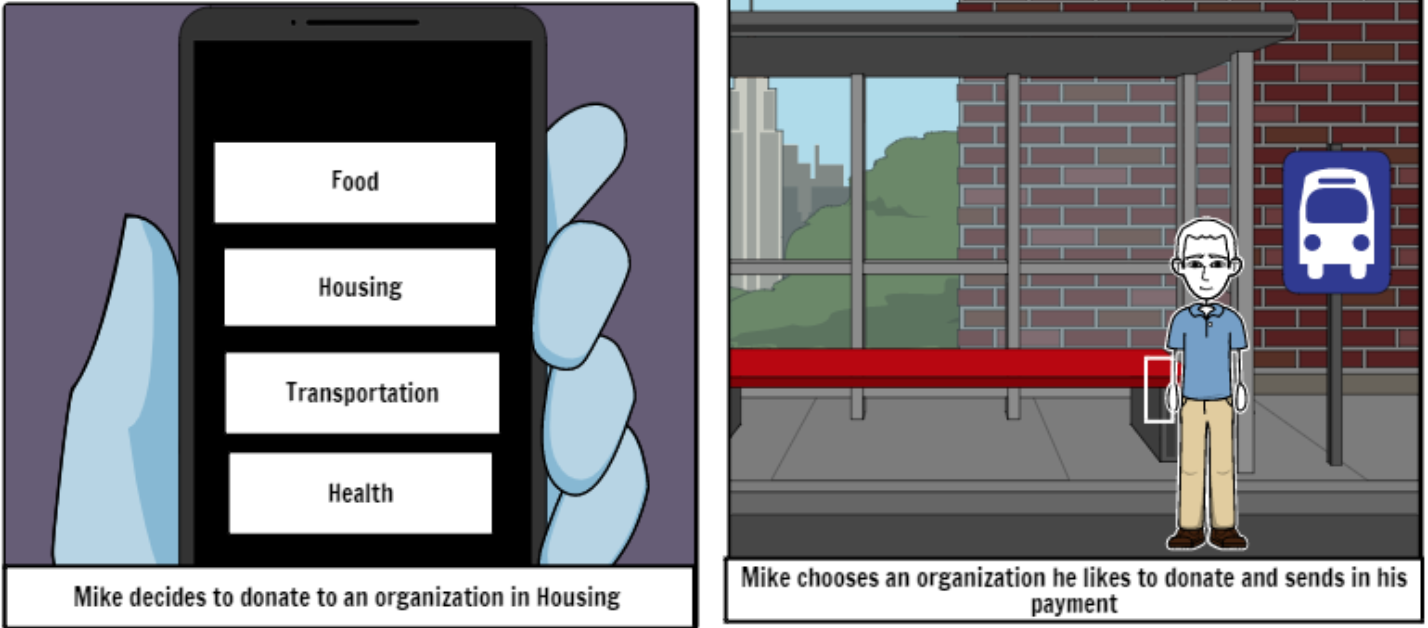 Food
Housing
Transportation
Health
Mike decides to donate to an organization in Housing
Mike chooses an organization he likes to donate and sends in his
payment